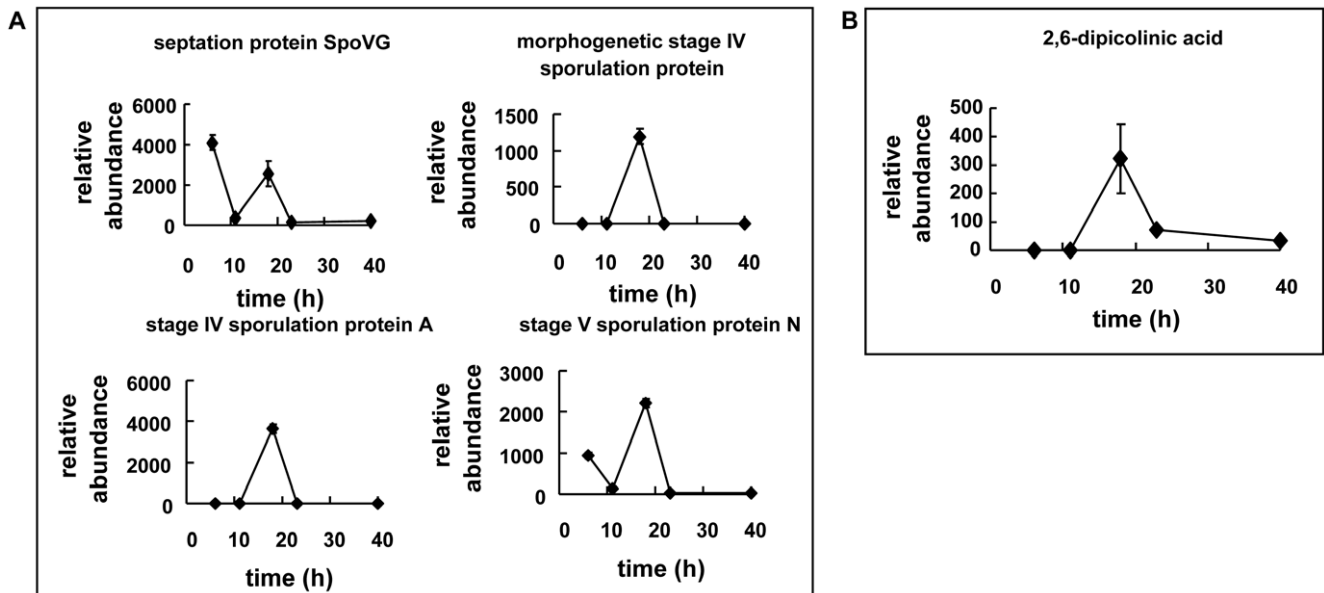 A
septation protein SpoVG
6000
4000
2000
0
relative
abundance
0 10 20 30 40
time (h)
morphogenetic stage IV
sporulation protein
1500
1000
500
0
relative
abundance
0 10 20 30 40
time (h)
stage IV sporulation protein A
6000
4000
2000
0
relative
abundance
0 10 20 30 40
time (h)
stage V sporulation protein N
3000
2000
1000
0
relative
abundance
0 10 20 30 40
time (h)
B
2,6-dipicolinic acid
500
400
300
200
100
0
relative
abundance
0 10 20 30 40
time (h)